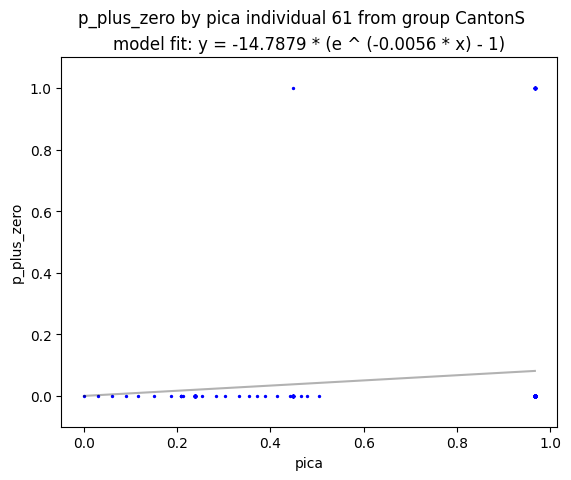 p_plus_zero by pica individual 61 from group CantonS
model fit: y = -14.7879 * (e ^ (-0.0056 * x) - 1)
1.0
0.8
0.6
0.4
0.2
0.0
p_plus_zero
0.0 0.2 0.4 0.6 0.8 1.0
pica